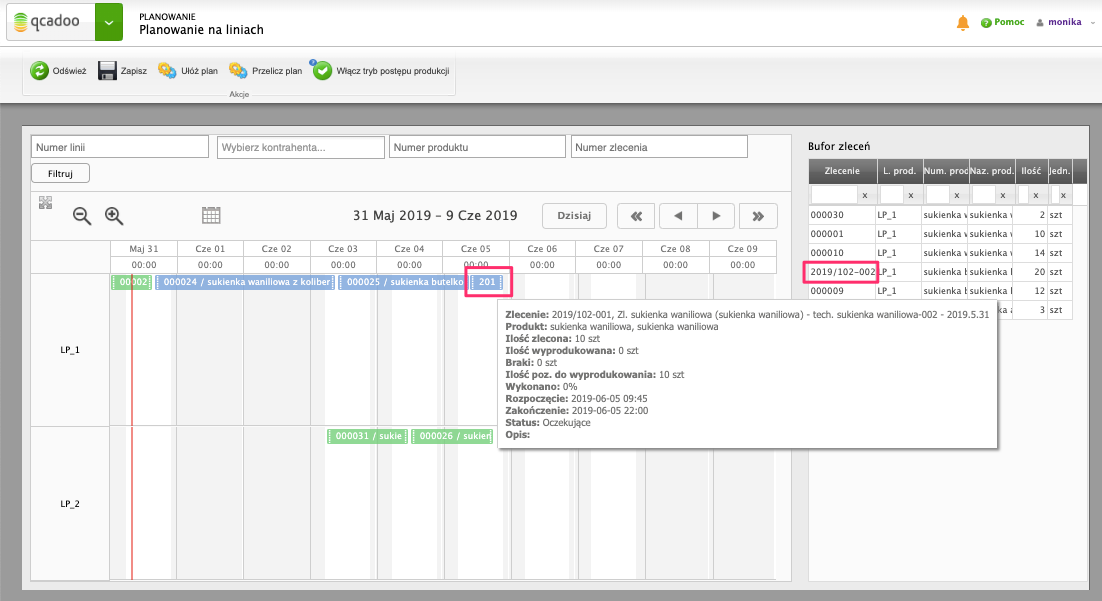 qcadoo
PLANOWANIE
Planowanie na liniach
Pomoc
monika
Odśwież
Zapisz
Ułóż plan
Przelicz plan
Włącz tryb postępu produkcji
Akcje
Numer linii
Wybierz kontrahenta...
Numer produktu
Numer zlecenia
Filtruj
31 Maj 2019 – 9 Cze 2019
Dzisiaj
Maj 31 Cze 01 Cze 02 Cze 03 Cze 04 Cze 05 Cze 06 Cze 07 Cze 08 Cze 09
00:00 00:00 00:00 00:00 00:00 00:00 00:00 00:00 00:00 00:00
00002 000024 / sukienka waniliowa z koliber 000025 / sukienka butelko 201
LP_1
000031 / sukie 000026 / sukier
LP_2
Zlecenie: 2019/102-001, Zl. sukienka waniliowa (sukienka waniliowa) - tech. sukienka waniliowa-002 - 2019.5.31
Produkt: sukienka waniliowa, sukienka waniliowa
Ilość zlecona: 10 szt
Ilość wyprodukowana: 0 szt
Braki: 0 szt
Ilość poz. do wyprodukowania: 10 szt
Wykonano: 0%
Rozpoczęcie: 2019-06-05 09:45
Zakończenie: 2019-06-05 22:00
Status: Oczekujące
Opis:
Bufor zleceń
Zlecenie L. prod. Num. prod Naz. prod. Ilość Jedn.
x x x x x x
000030 LP_1 sukienka w sukienka w 2 szt
000001 LP_1 sukienka w sukienka w 10 szt
000010 LP_1 sukienka w sukienka w 14 szt
2019/102-002 LP_1 sukienka l sukienka l 20 szt
000009 LP_1 sukienka b sukienka b 12 szt
3 szt